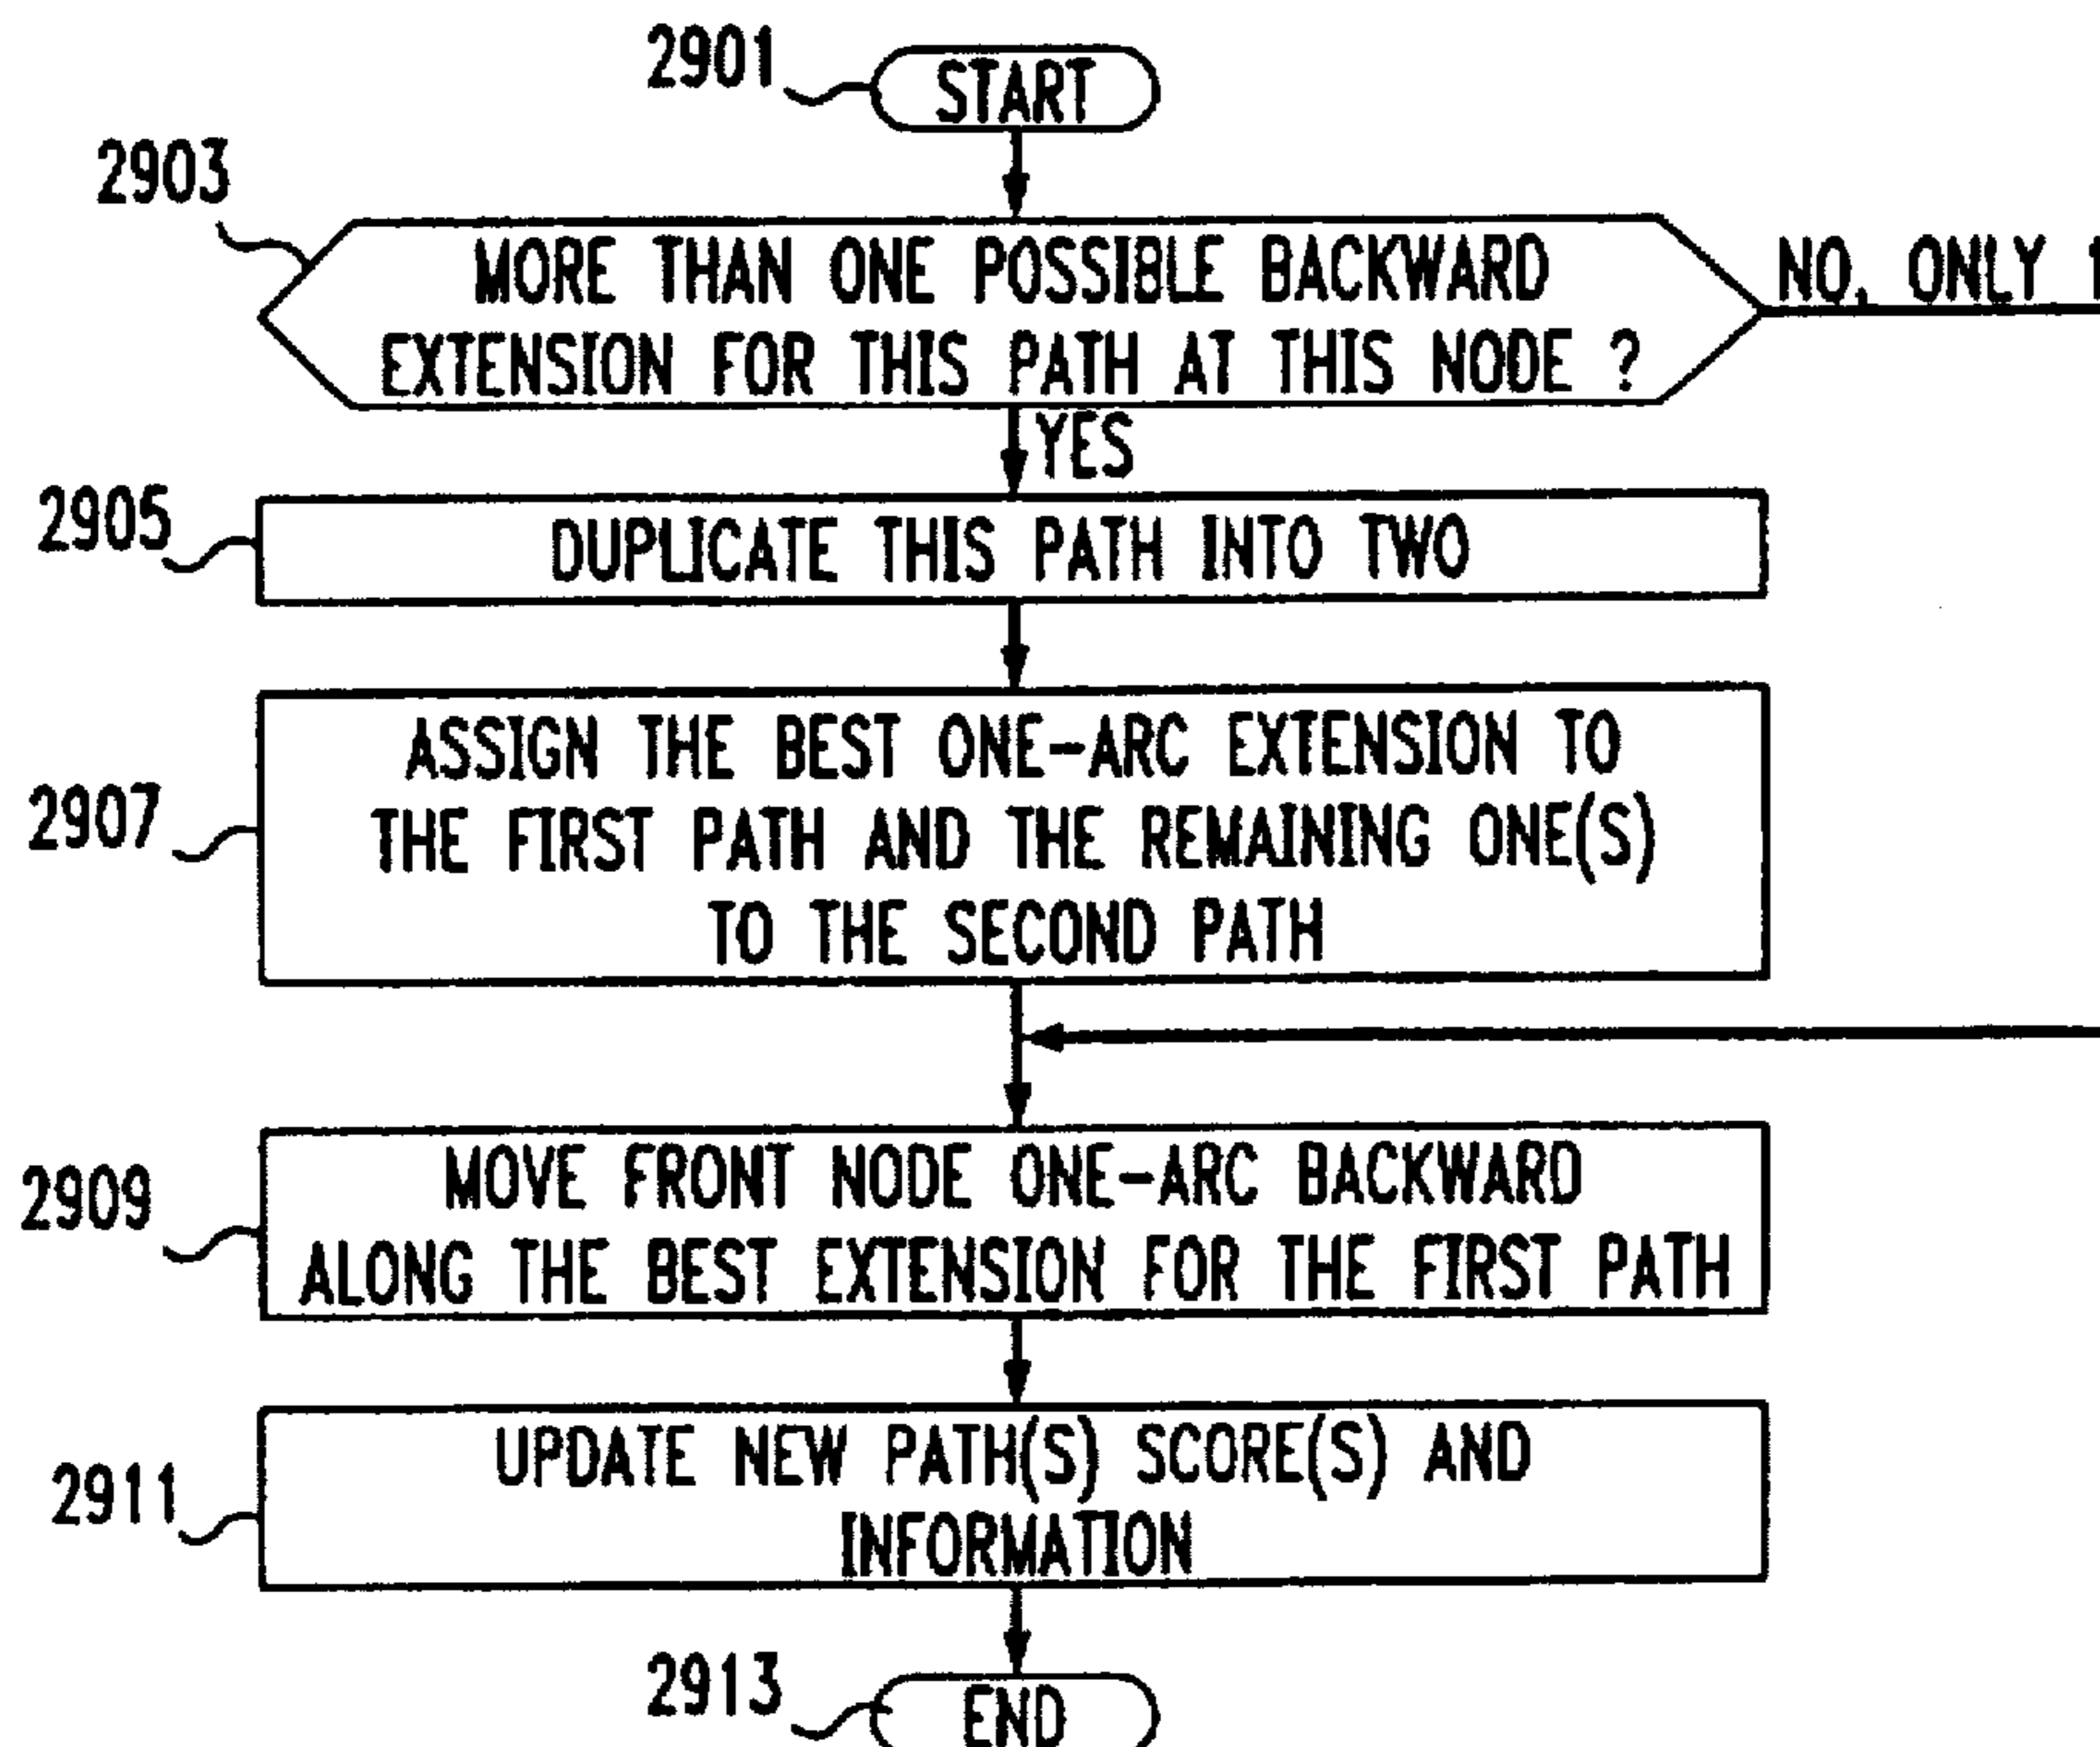 2901
START
2903
MORE THAN ONE POSSIBLE BACKWARD
EXTENSION FOR THIS PATH AT THIS NODE ?
NO, ONLY 1
YES
2905
DUPLICATE THIS PATH INTO TWO
2907
ASSIGN THE BEST ONE-ARC EXTENSION TO
THE FIRST PATH AND THE REMAINING ONE(S)
TO THE SECOND PATH
2909
MOVE FRONT NODE ONE-ARC BACKWARD
ALONG THE BEST EXTENSION FOR THE FIRST PATH
2911
UPDATE NEW PATH(S) SCORE(S) AND
INFORMATION
2913
END